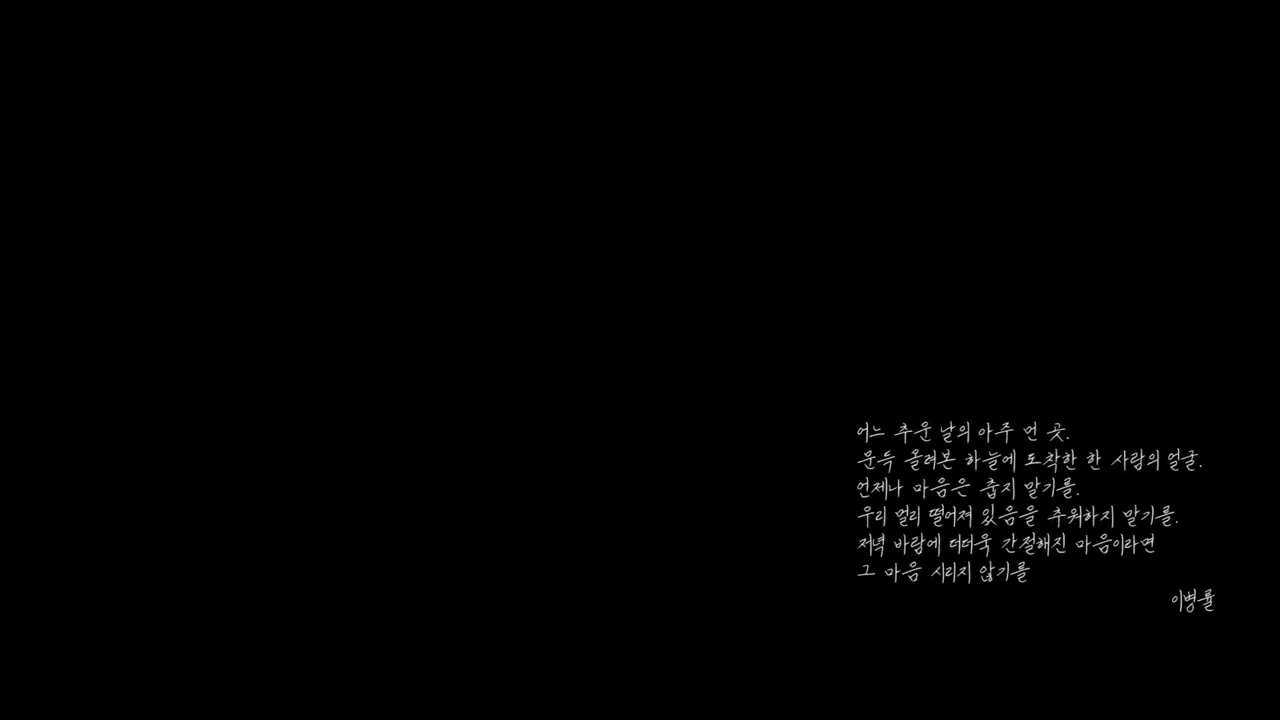 어느 추운 날의 아주 먼 곳.
문득 올려본 하늘에 도착한 한 사람의 얼굴.
언제나 마음은 춥지 말기를.
우리 멀리 떨어져 있음을 추워하지 말기를.
저녁 바람에 더더욱 간절해진 마음이라면
그 마음 시리지 않기를
이병률